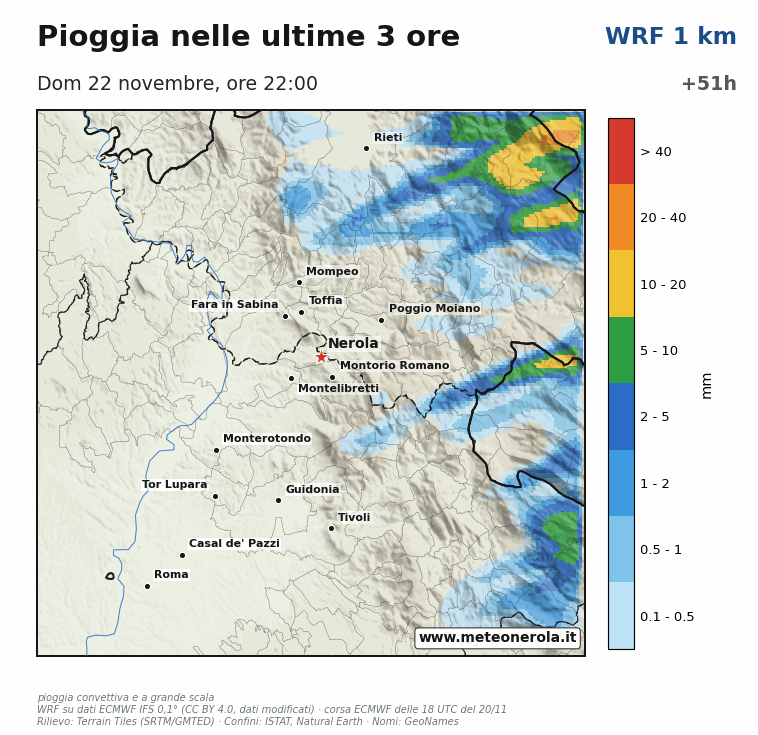 Pioggia nelle ultime 3 ore
WRF 1 km
Dom 22 novembre, ore 22:00
+51h
Rieti
Mompeo
Fara in Sabina
Toffia
Poggio Moiano
Nerola
Montorio Romano
Montelibretti
Monterotondo
Tor Lupara
Guidonia
Tivoli
Casal de' Pazzi
Roma
www.meteonerola.it
> 40
20 - 40
10 - 20
5 - 10
2 - 5
1 - 2
0.5 - 1
0.1 - 0.5
mm
pioggia convettiva e a grande scala
WRF su dati ECMWF IFS 0,1° (CC BY 4.0, dati modificati) · corsa ECMWF delle 18 UTC del 20/11
Rilievo: Terrain Tiles (SRTM/GMTED) · Confini: ISTAT, Natural Earth · Nomi: GeoNames